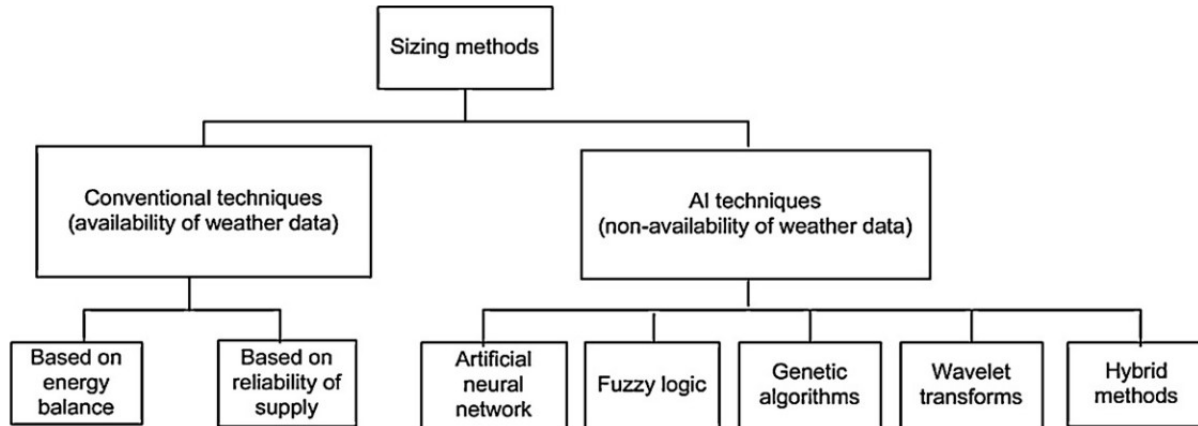 Sizing methods
Conventional techniques
(availability of weather data)
AI techniques
(non-availability of weather data)
Based on
energy
balance
Based on
reliability of
supply
Artificial
neural
network
Fuzzy logic
Genetic
algorithms
Wavelet
transforms
Hybrid
methods